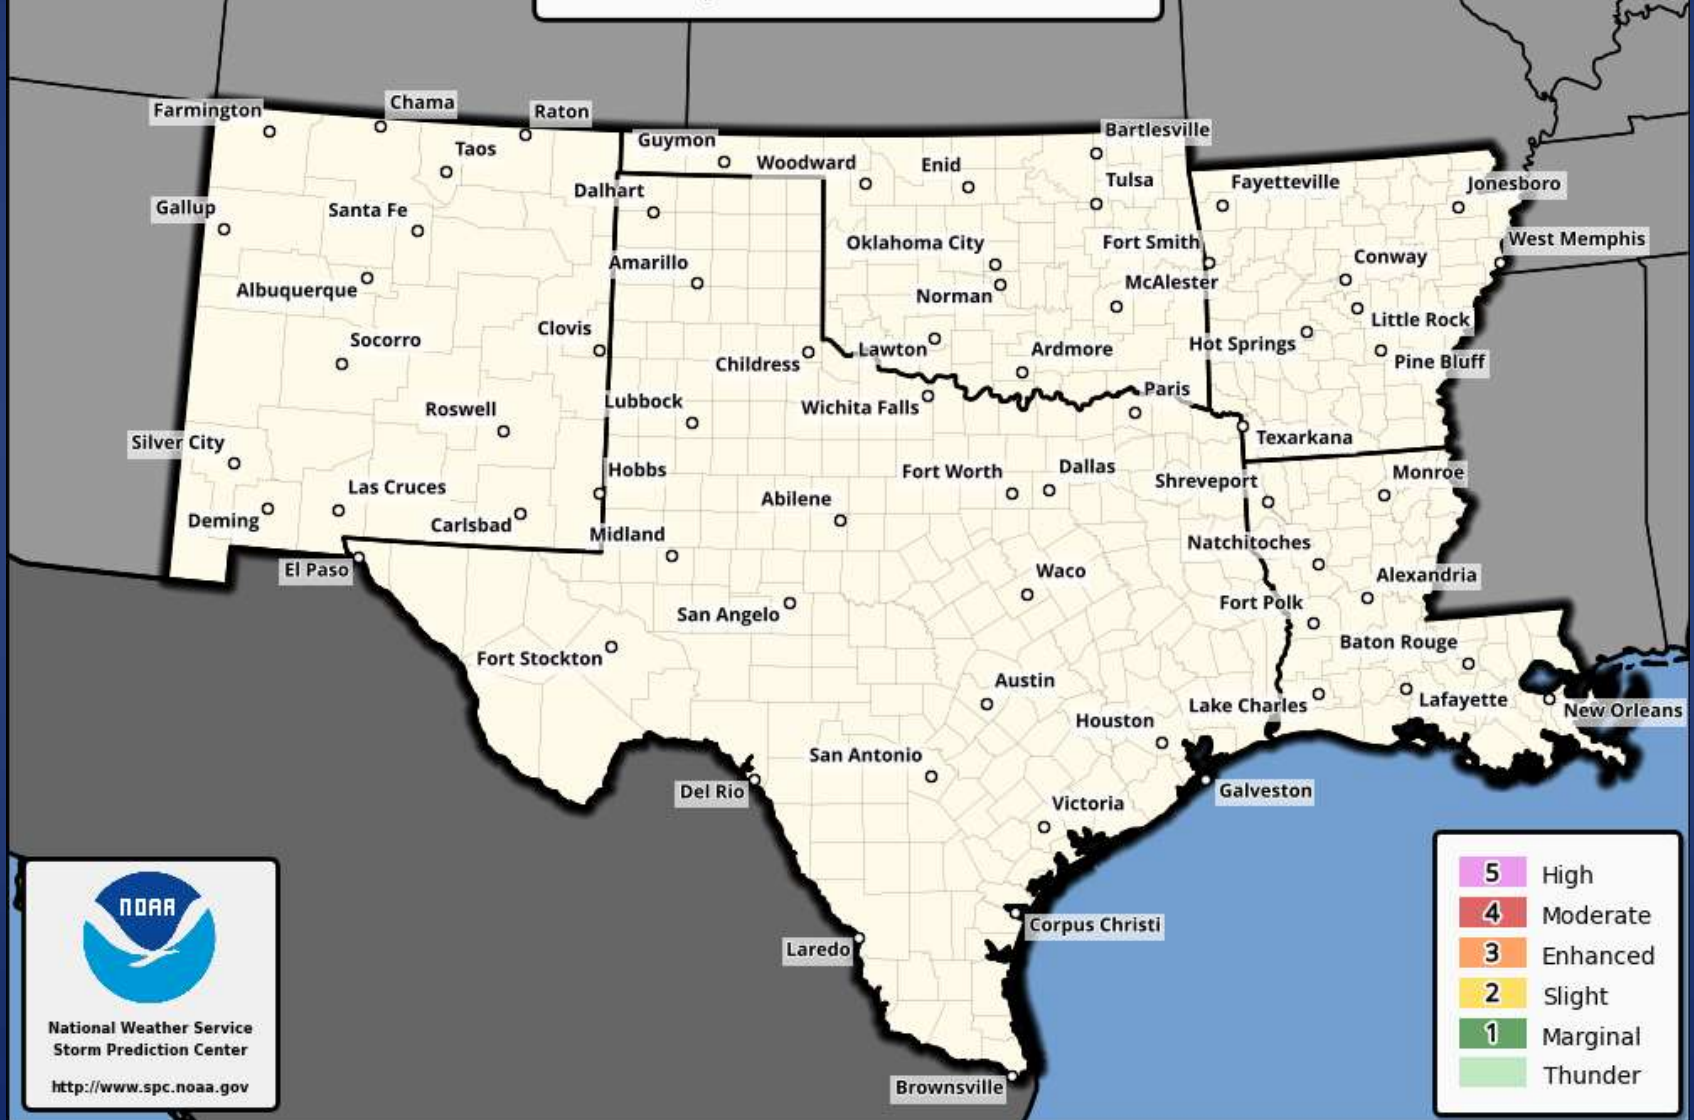 Farmington
Chama
Raton
Taos
Guymon
Woodward
Enid
Bartlesville
Tulsa
Fayetteville
Jonesboro
Dalhart
Gallup
Santa Fe
Oklahoma City
Fort Smith
West Memphis
Conway
Amarillo
Albuquerque
Norman
McAlester
Little Rock
Socorro
Clovis
Childress
Lawton
Ardmore
Hot Springs
Pine Bluff
Roswell
Lubbock
Wichita Falls
Paris
Texarkana
Silver City
Hobbs
Fort Worth
Dallas
Shreveport
Monroe
Las Cruces
Abilene
Deming
Carlsbad
Midland
Natchitoches
El Paso
Waco
Alexandria
San Angelo
Fort Polk
Fort Stockton
Baton Rouge
Austin
Lake Charles
Lafayette
New Orleans
Houston
San Antonio
Del Rio
Galveston
Victoria
Corpus Christi
Laredo
Brownsville
NOAA
National Weather Service
Storm Prediction Center
http://www.spc.noaa.gov
5 High
4 Moderate
3 Enhanced
2 Slight
1 Marginal
Thunder